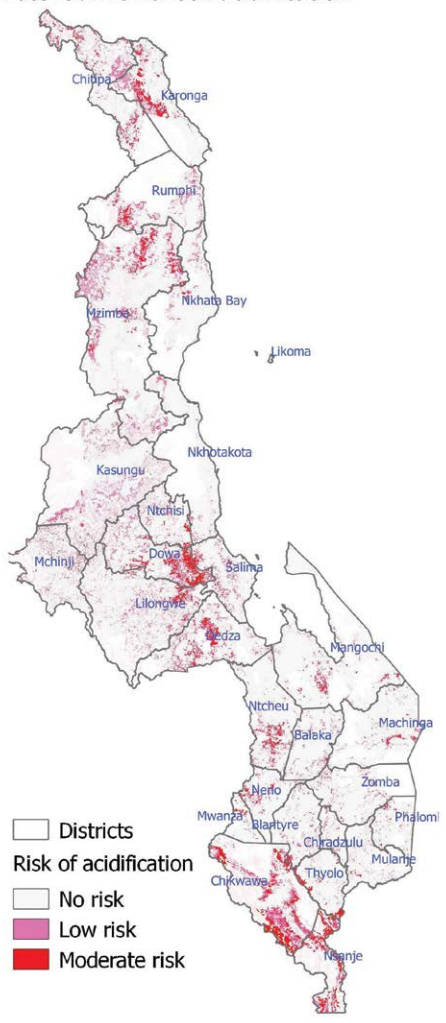 Chitipa
Karonga
Rumphi
Nkhata Bay
Mzimba
Likoma
Nkhotakota
Kasungu
Ntchisi
Dowa
Mchinji
Salima
Lilongwe
Dedza
Mangochi
Ntcheu
Machinga
Balaka
Zomba
Neno
Mwanza
Phalom
Blantyre
Chiradzulu
Mulanje
Thyolo
Chikwawa
Nsanje
Districts
Risk of acidification
No risk
Low risk
Moderate risk